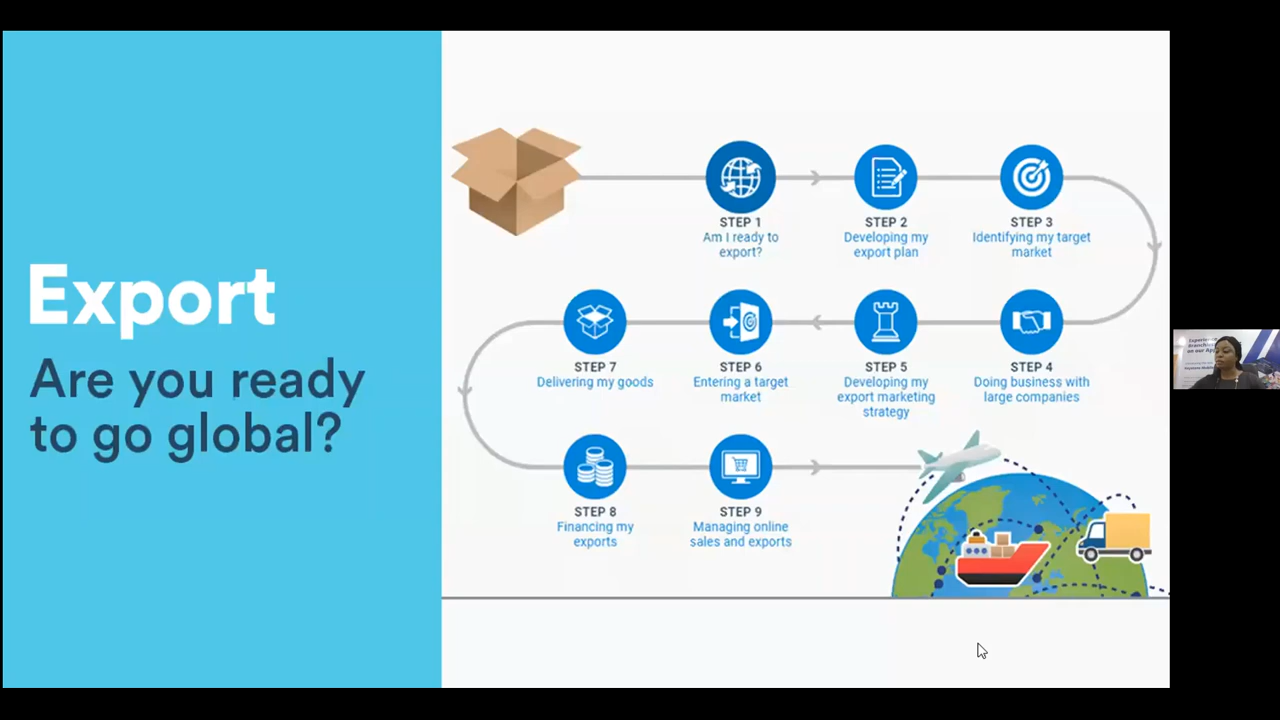 Export
Are you ready
to go global?
STEP 1
Am I ready to
export?
STEP 2
Developing my
export plan
STEP 3
Identifying my target
market
STEP 7
Delivering my goods
STEP 6
Entering a target
market
STEP 5
Developing my
export marketing
strategy
STEP 4
Doing business with
large companies
STEP 8
Financing my
exports
STEP 9
Managing online
sales and exports
on our App